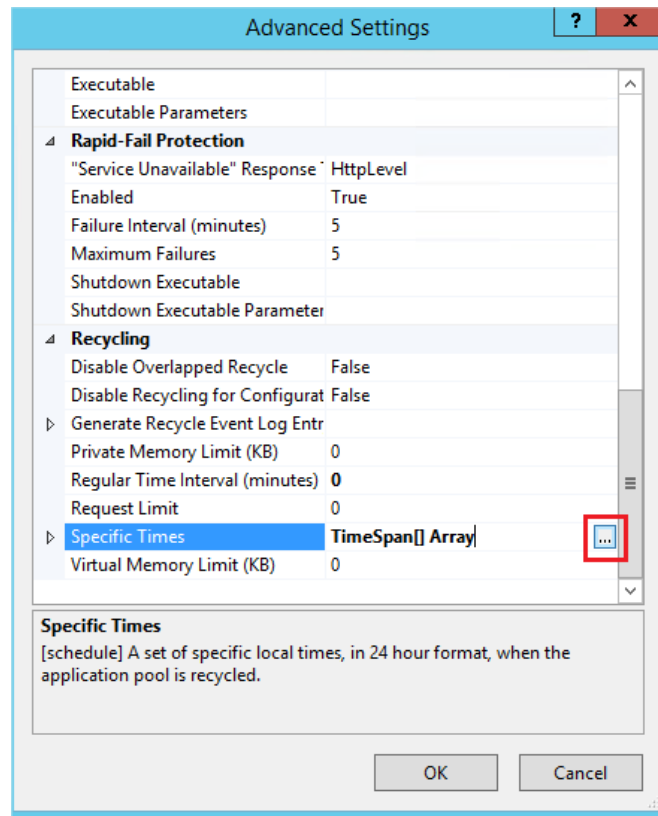 Advanced Settings
?
x
Executable
Executable Parameters
Rapid-Fail Protection
"Service Unavailable" Response HttpLevel
Enabled True
Failure Interval (minutes) 5
Maximum Failures 5
Shutdown Executable
Shutdown Executable Parameter
Recycling
Disable Overlapped Recycle False
Disable Recycling for Configurat False
Generate Recycle Event Log Entr
Private Memory Limit (KB) 0
Regular Time Interval (minutes) 0
Request Limit 0
Specific Times TimeSpan[] Array ...
Virtual Memory Limit (KB) 0
Specific Times
[schedule] A set of specific local times, in 24 hour format, when the
application pool is recycled.
OK Cancel